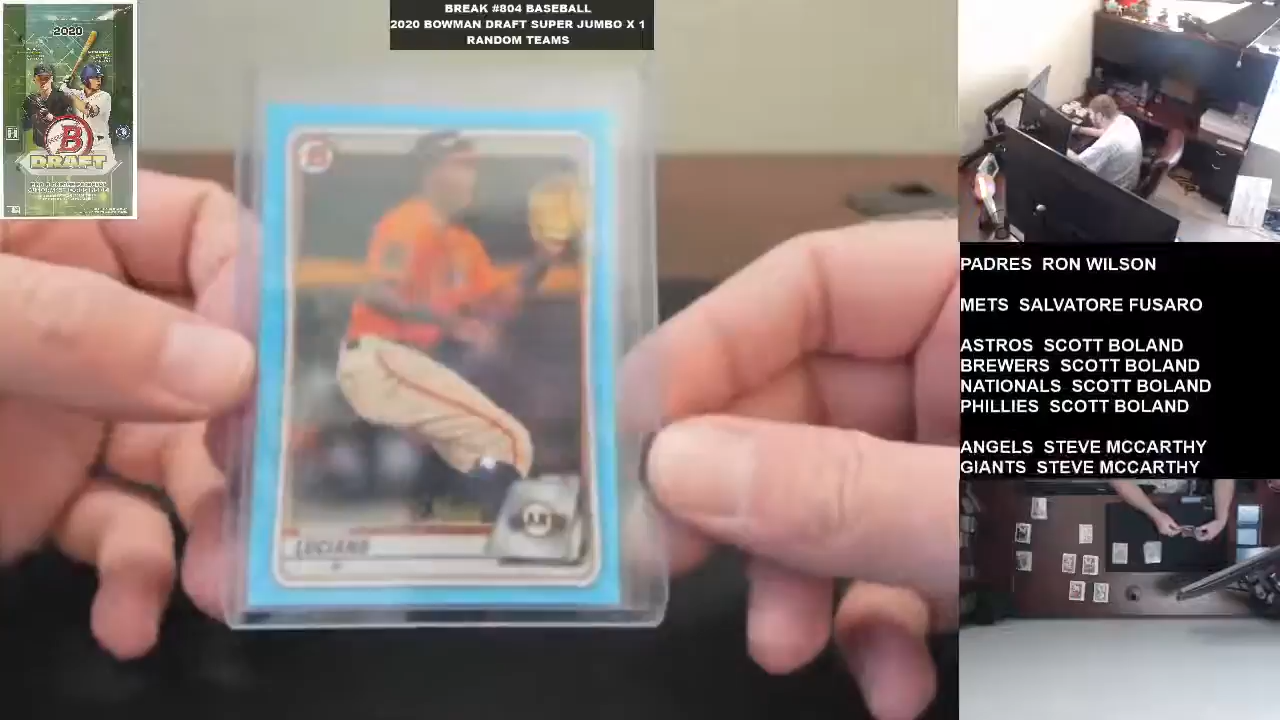 BREAK #804 BASEBALL
2020 BOWMAN DRAFT SUPER JUMBO X 1
RANDOM TEAMS
2020
B
DRAFT
LUCIANO
PADRES RON WILSON
METS SALVATORE FUSARO
ASTROS SCOTT BOLAND
BREWERS SCOTT BOLAND
NATIONALS SCOTT BOLAND
PHILLIES SCOTT BOLAND
ANGELS STEVE MCCARTHY
GIANTS STEVE MCCARTHY